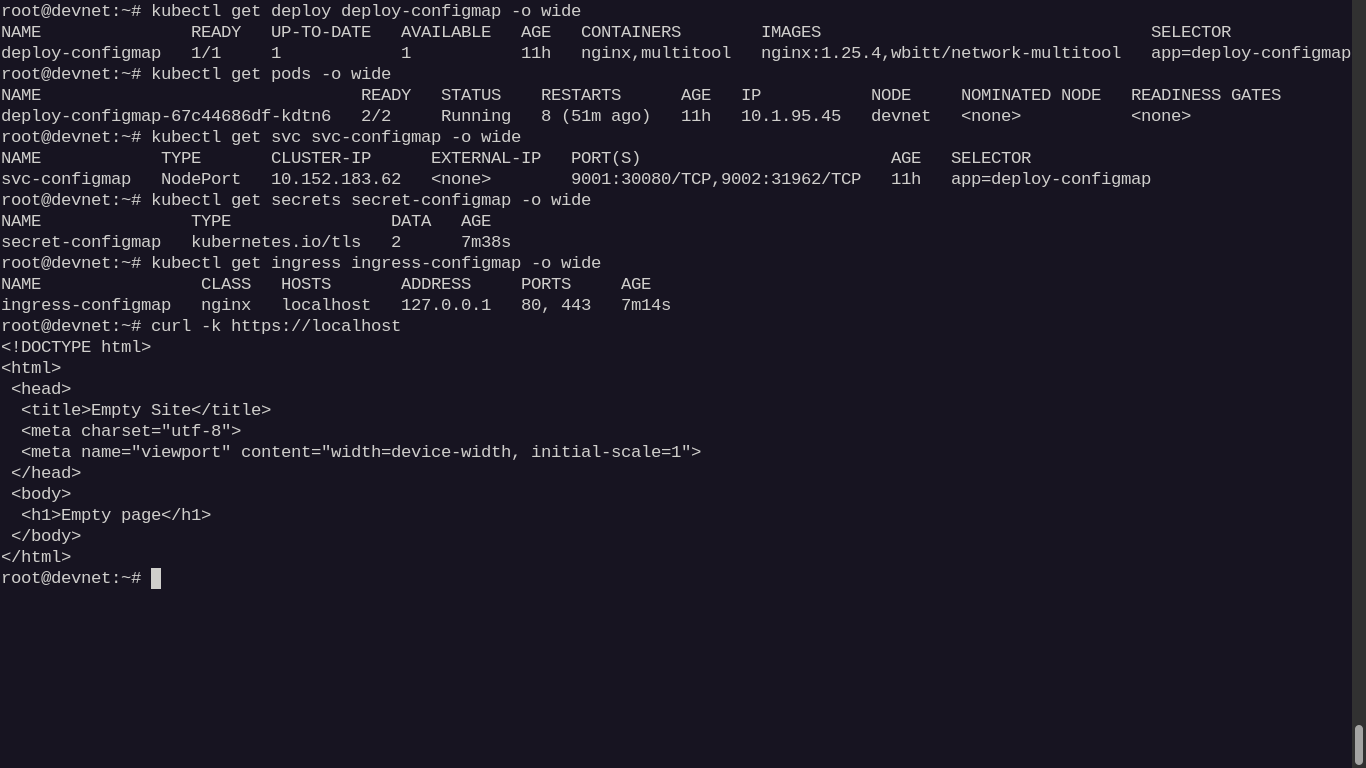 root@devnet:~# kubectl get deploy deploy-configmap -o wide
NAME               READY   UP-TO-DATE   AVAILABLE   AGE   CONTAINERS        IMAGES                                 SELECTOR
deploy-configmap   1/1     1            1           11h   nginx,multitool   nginx:1.25.4,wbitt/network-multitool   app=deploy-configmap
root@devnet:~# kubectl get pods -o wide
NAME                                READY   STATUS    RESTARTS      AGE   IP           NODE     NOMINATED NODE   READINESS GATES
deploy-configmap-67c44686df-kdtn6   2/2     Running   8 (51m ago)   11h   10.1.95.45   devnet   <none>           <none>
root@devnet:~# kubectl get svc svc-configmap -o wide
NAME            TYPE       CLUSTER-IP      EXTERNAL-IP   PORT(S)                         AGE   SELECTOR
svc-configmap   NodePort   10.152.183.62   <none>        9001:30080/TCP,9002:31962/TCP   11h   app=deploy-configmap
root@devnet:~# kubectl get secrets secret-configmap -o wide
NAME               TYPE                DATA   AGE
secret-configmap   kubernetes.io/tls   2      7m38s
root@devnet:~# kubectl get ingress ingress-configmap -o wide
NAME                CLASS   HOSTS       ADDRESS     PORTS     AGE
ingress-configmap   nginx   localhost   127.0.0.1   80, 443   7m14s
root@devnet:~# curl -k https://localhost
<!DOCTYPE html>
<html>
 <head>
  <title>Empty Site</title>
  <meta charset="utf-8">
  <meta name="viewport" content="width=device-width, initial-scale=1">
 </head>
 <body>
  <h1>Empty page</h1>
 </body>
</html>
root@devnet:~#